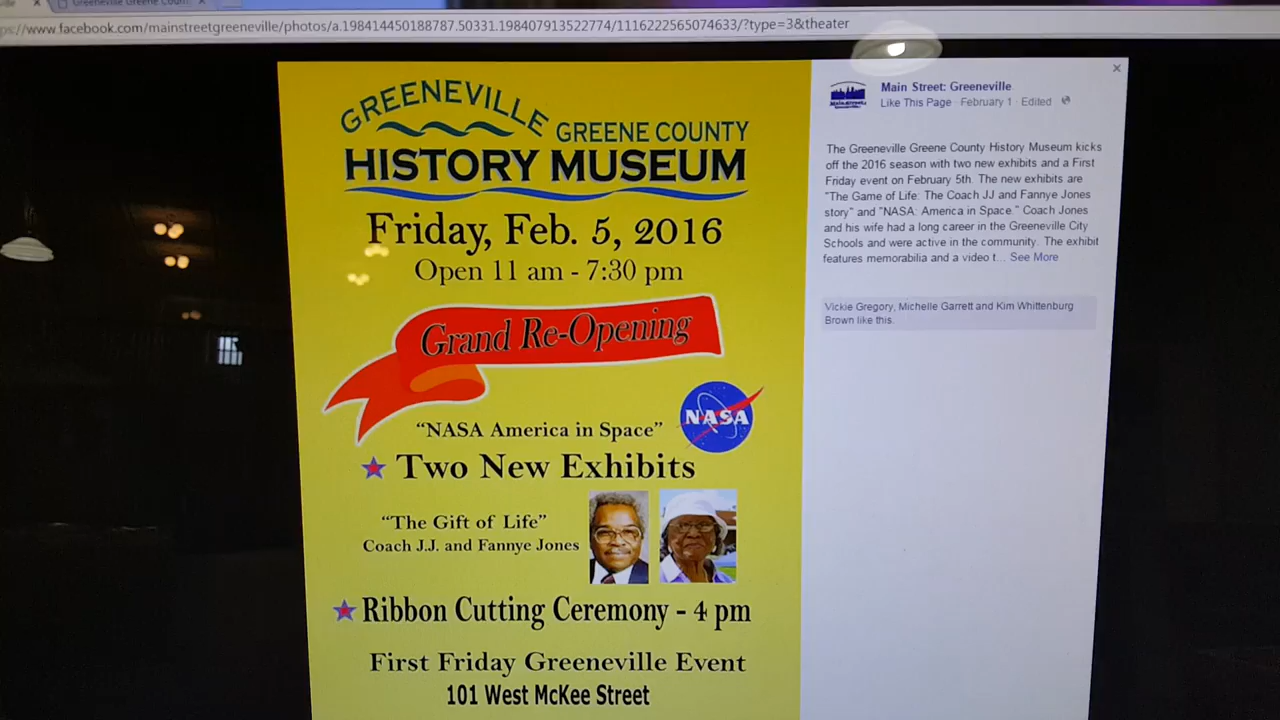 Greeneville Greene Coun
ps://www.facebook.com/mainstreetgreeneville/photos/a.198414450188787.50331.198407913522774/1116222565074633/?type=3&theater
GREENEVILLE
GREENE COUNTY
HISTORY MUSEUM
Friday, Feb. 5, 2016
Open 11 am - 7:30 pm
Grand Re-Opening
NASA
“NASA America in Space”
Two New Exhibits
“The Gift of Life”
Coach J.J. and Fannye Jones
Ribbon Cutting Ceremony - 4 pm
First Friday Greeneville Event
101 West McKee Street
Main Street: Greeneville
Like This Page · February 1 · Edited
The Greeneville Greene County History Museum kicks
off the 2016 season with two new exhibits and a First
Friday event on February 5th. The new exhibits are
"The Game of Life: The Coach JJ and Fannye Jones
story" and "NASA: America in Space." Coach Jones
and his wife had a long career in the Greeneville City
Schools and were active in the community. The exhibit
features memorabilia and a video t... See More
Vickie Gregory, Michelle Garrett and Kim Whittenburg
Brown like this.